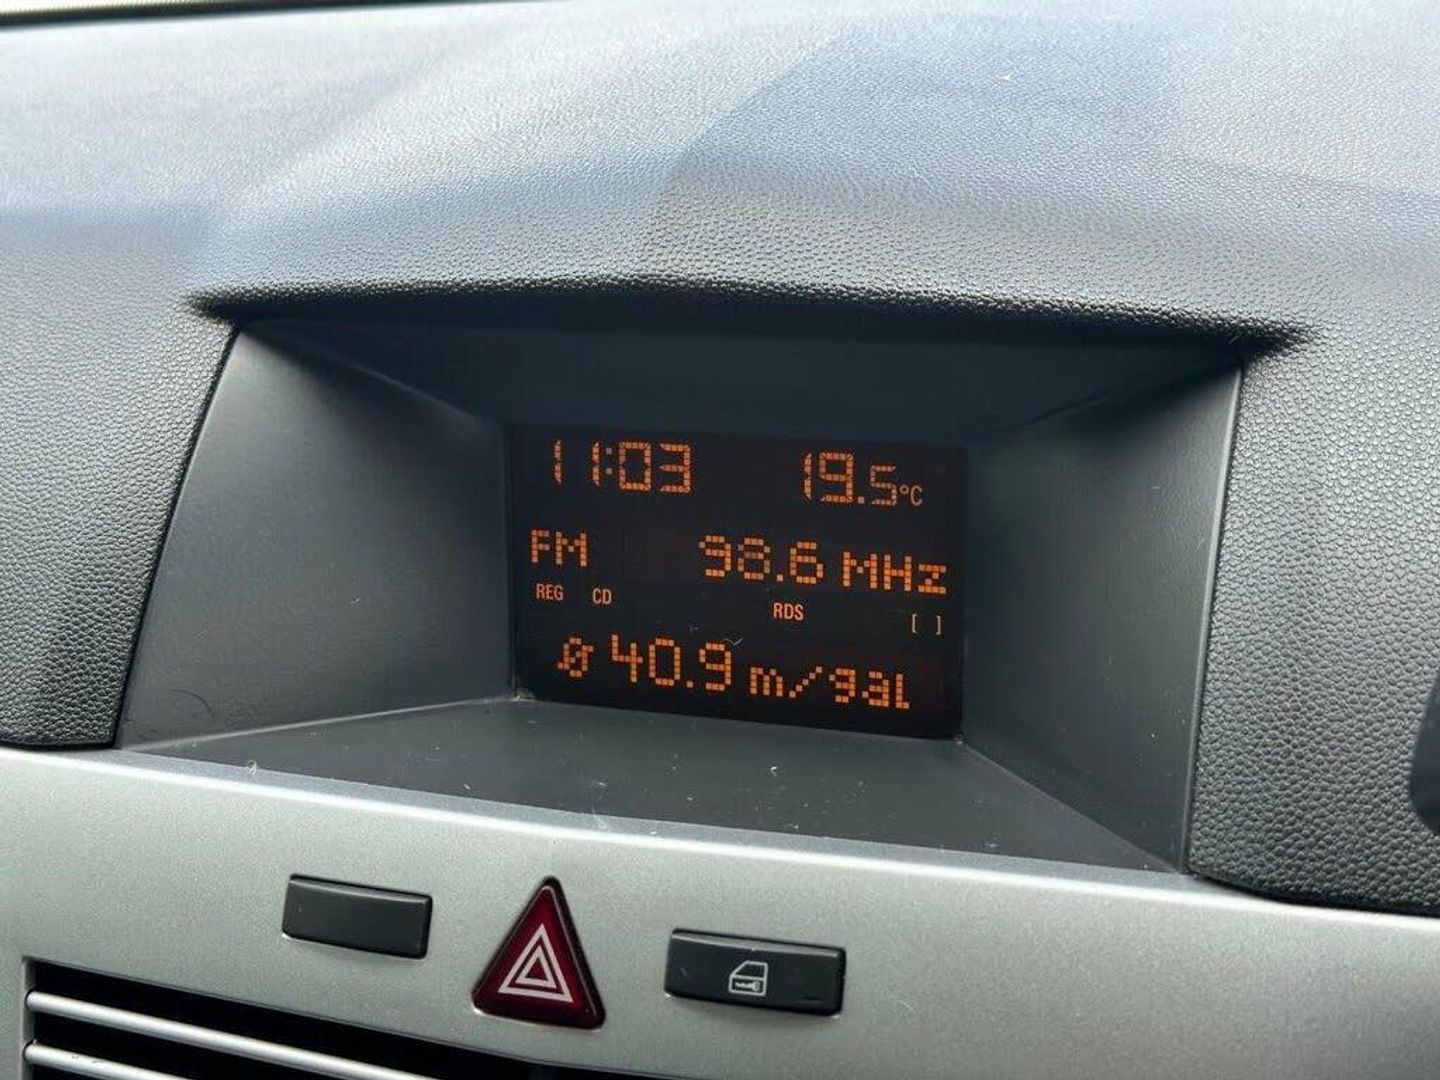 11:03 19.5°C
FM 98.6 MHz
REG CD RDS [ ]
Ø 40.9 m/gal